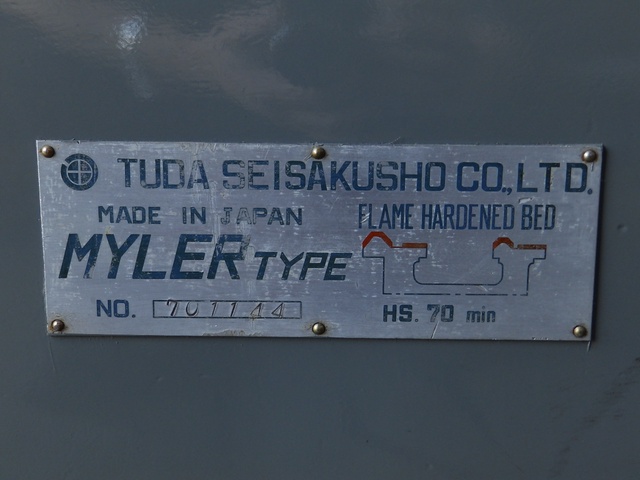 TUDA SEISAKUSHO CO.,LTD.
MADE IN JAPAN
FLAME HARDENED BED
MYLER TYPE
NO. 701144
HS. 70 min